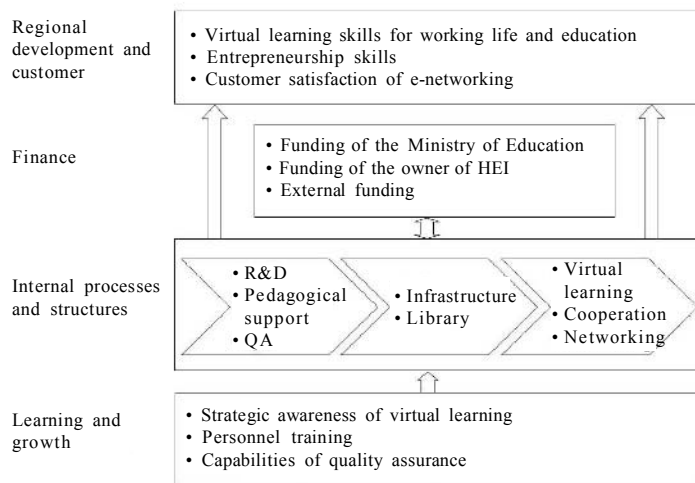 Regional
development and
customer
• Virtual learning skills for working life and education
• Entrepreneurship skills
• Customer satisfaction of e-networking
Finance
• Funding of the Ministry of Education
• Funding of the owner of HEI
• External funding
Internal processes
and structures
• R&D
• Pedagogical
support
• QA
• Infrastructure
• Library
• Virtual
learning
• Cooperation
• Networking
Learning and
growth
• Strategic awareness of virtual learning
• Personnel training
• Capabilities of quality assurance